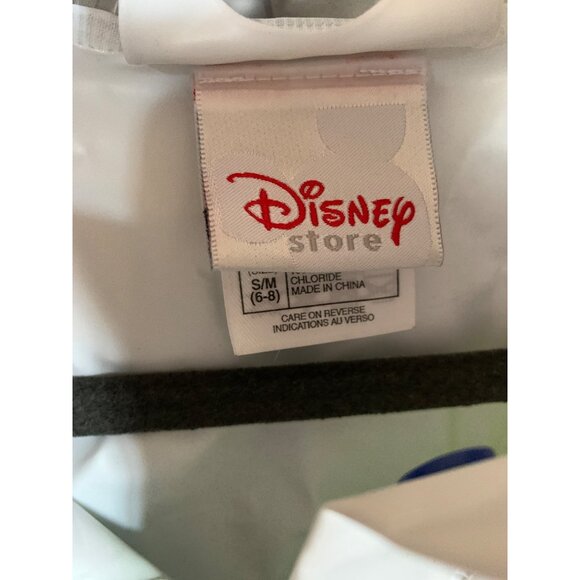 Disney
store
S/M
(6-8)
CHLORIDE
MADE IN CHINA
CARE ON REVERSE
INDICATIONS AU VERSO